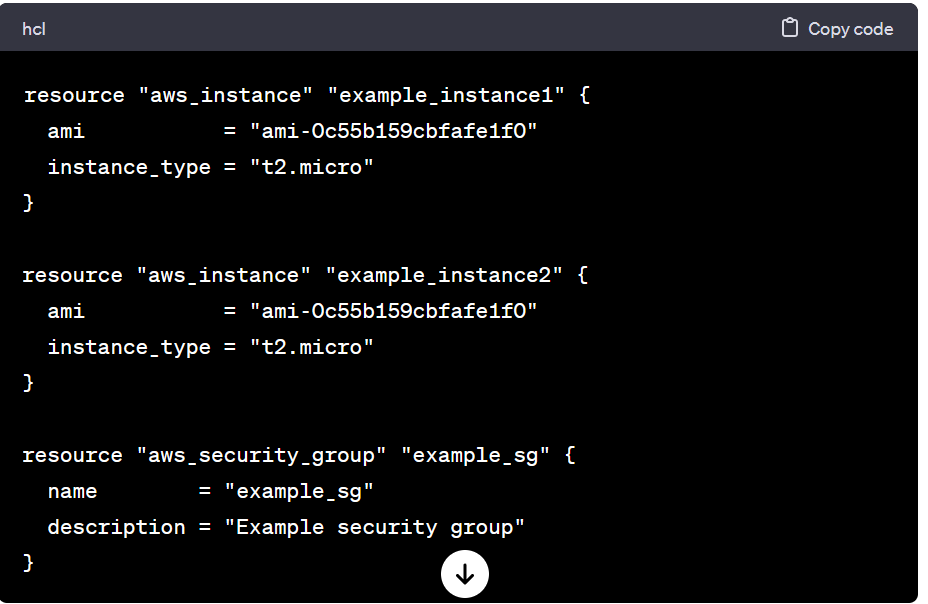 hcl
Copy code
resource "aws_instance" "example_instance1" {
  ami           = "ami-0c55b159cbfafe1f0"
  instance_type = "t2.micro"
}
resource "aws_instance" "example_instance2" {
  ami           = "ami-0c55b159cbfafe1f0"
  instance_type = "t2.micro"
}
resource "aws_security_group" "example_sg" {
  name        = "example_sg"
  description = "Example security group"
}